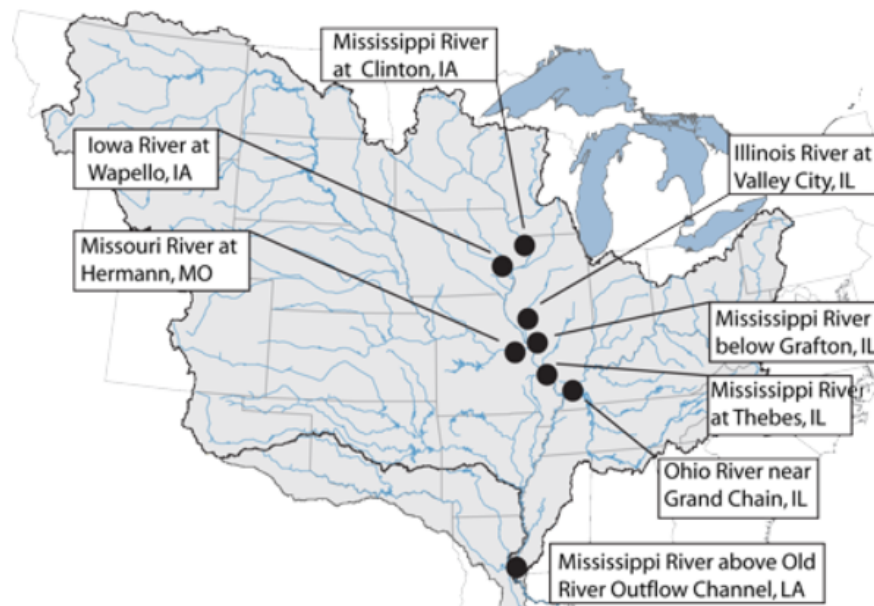 Mississippi River
at Clinton, IA
Iowa River at
Wapello, IA
Illinois River at
Valley City, IL
Missouri River at
Hermann, MO
Mississippi River
below Grafton, IL
Mississippi River
at Thebes, IL
Ohio River near
Grand Chain, IL
Mississippi River above Old
River Outflow Channel, LA